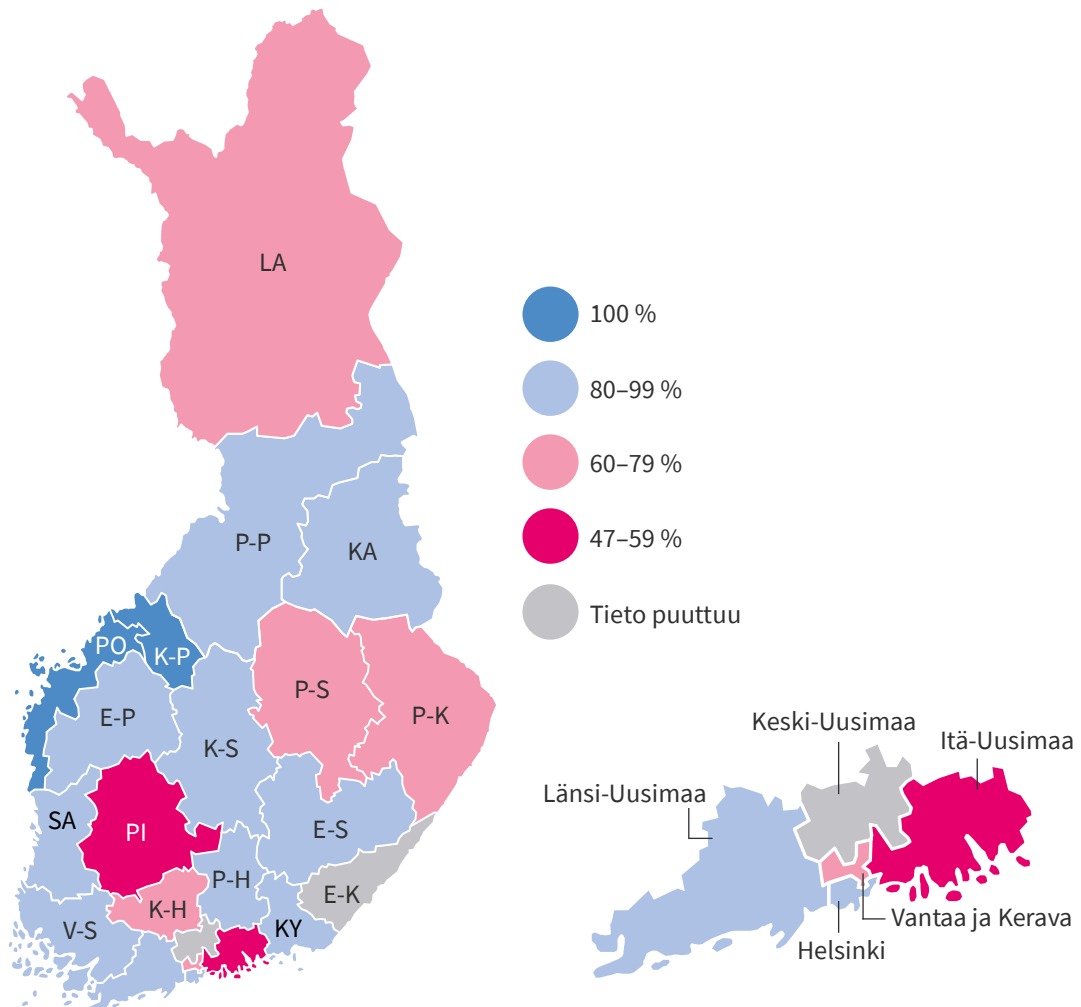 LA
100 %
80–99 %
60–79 %
47–59 %
Tieto puuttuu
P-P
KA
PO
K-P
P-S
P-K
E-P
K-S
SA
PI
E-S
P-H
E-K
K-H
V-S
KY
Keski-Uusimaa
Itä-Uusimaa
Länsi-Uusimaa
Vantaa ja Kerava
Helsinki